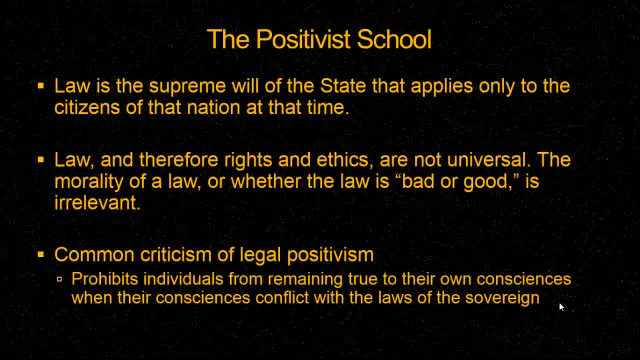 The Positivist School
▪ Law is the supreme will of the State that applies only to the
citizens of that nation at that time.
▪ Law, and therefore rights and ethics, are not universal. The
morality of a law, or whether the law is “bad or good,” is
irrelevant.
▪ Common criticism of legal positivism
▫ Prohibits individuals from remaining true to their own consciences
when their consciences conflict with the laws of the sovereign